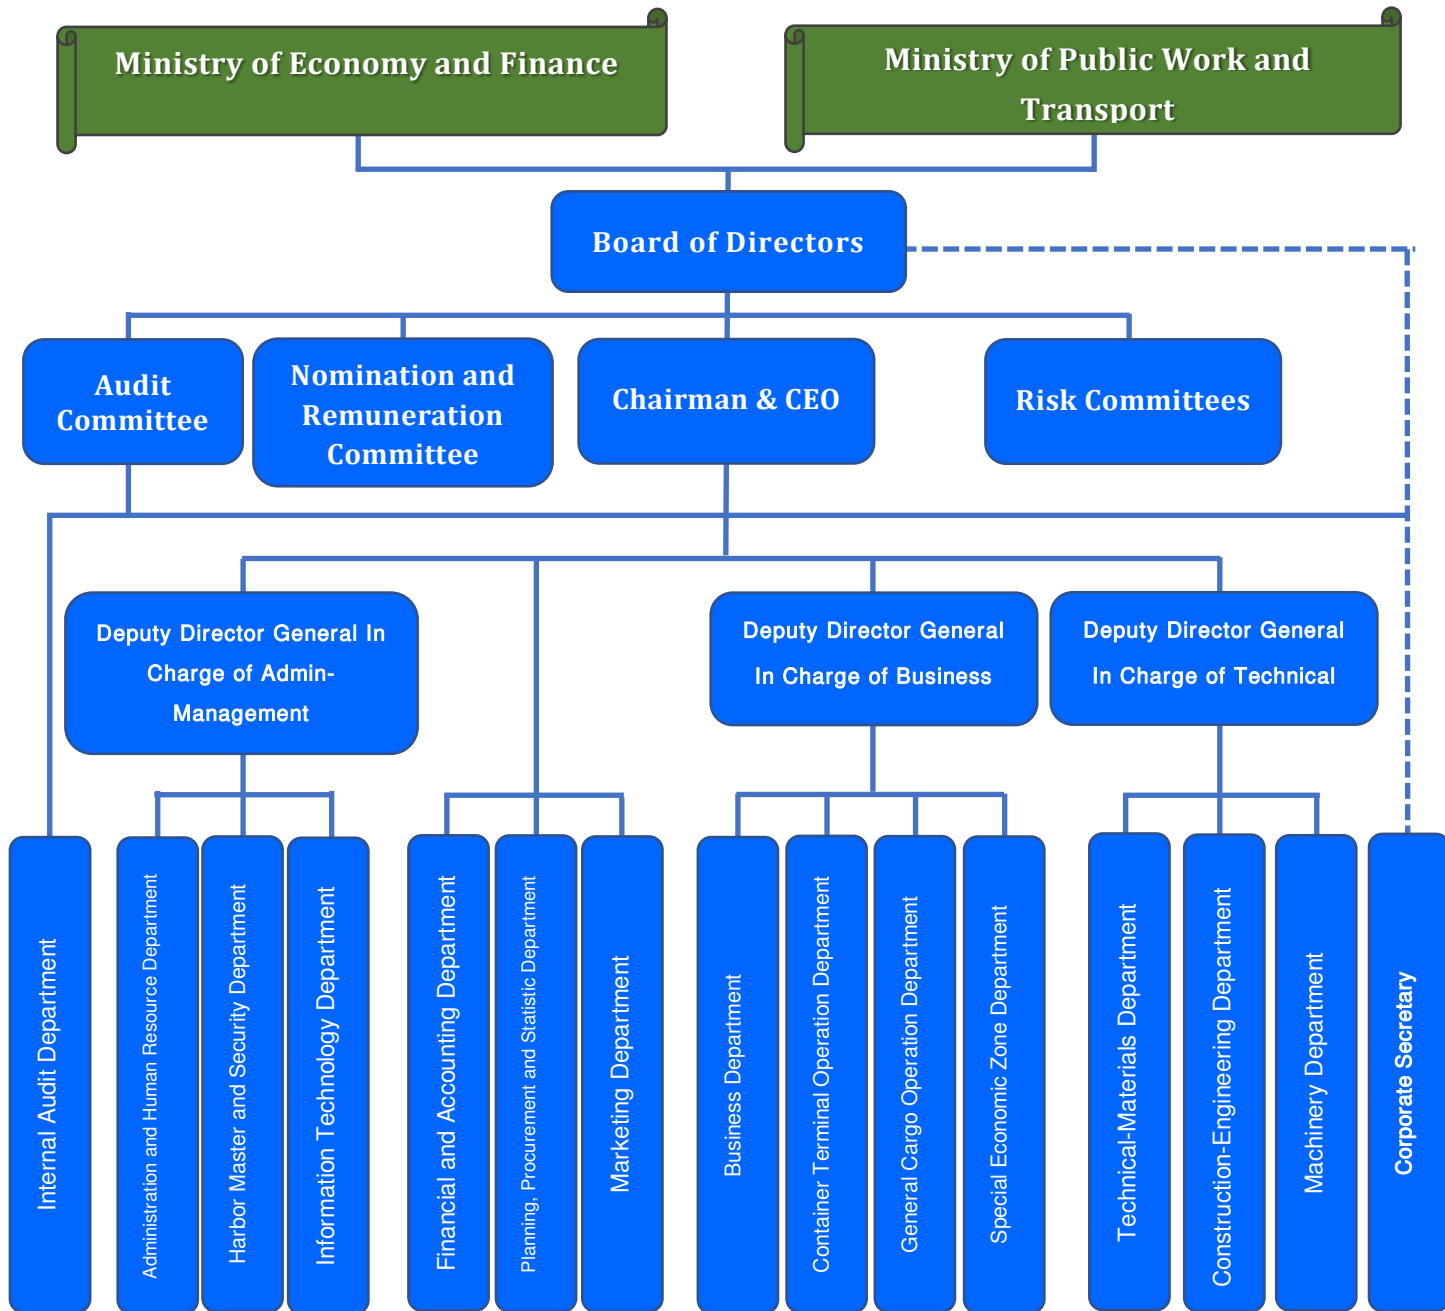 Ministry of Economy and Finance
Ministry of Public Work and
Transport
Board of Directors
Audit
Committee
Nomination and
Remuneration
Committee
Chairman & CEO
Risk Committees
Deputy Director General In
Charge of Admin-
Management
Deputy Director General
In Charge of Business
Deputy Director General
In Charge of Technical
Internal Audit Department
Administration and Human Resource Department
Harbor Master and Security Department
Information Technology Department
Financial and Accounting Department
Planning, Procurement and Statistic Department
Marketing Department
Business Department
Container Terminal Operation Department
General Cargo Operation Department
Special Economic Zone Department
Technical-Materials Department
Construction-Engineering Department
Machinery Department
Corporate Secretary